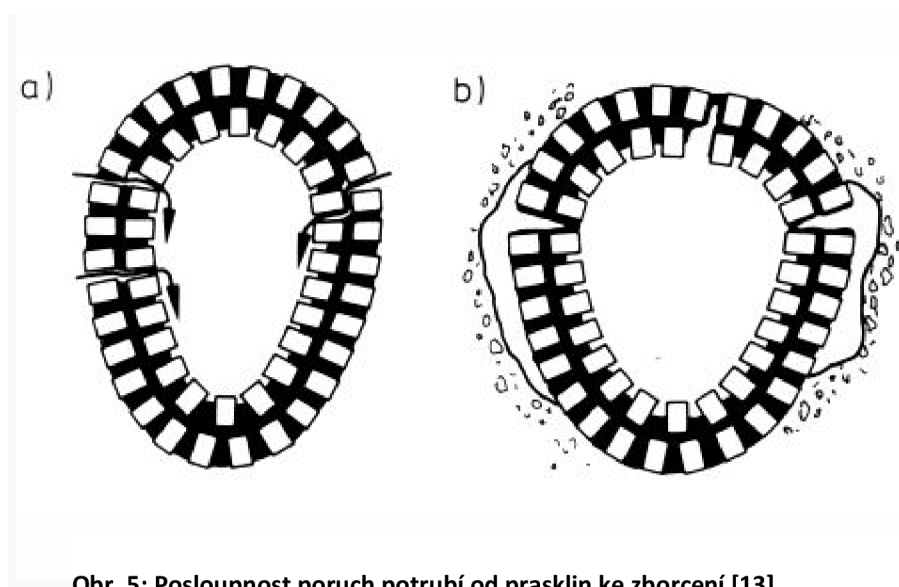 a)
b)
Obr. 5: Posloupnost poruch potrubí od prasklin ke zborcení [13]